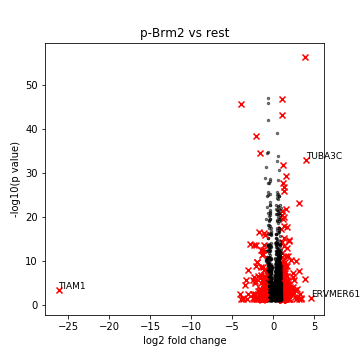 p-Brm2 vs rest
-log10(p value)
50
40
30
20
10
0
TUBA3C
TIAM1
ERVMER61
−25
−20
−15
−10
−5
0
5
log2 fold change